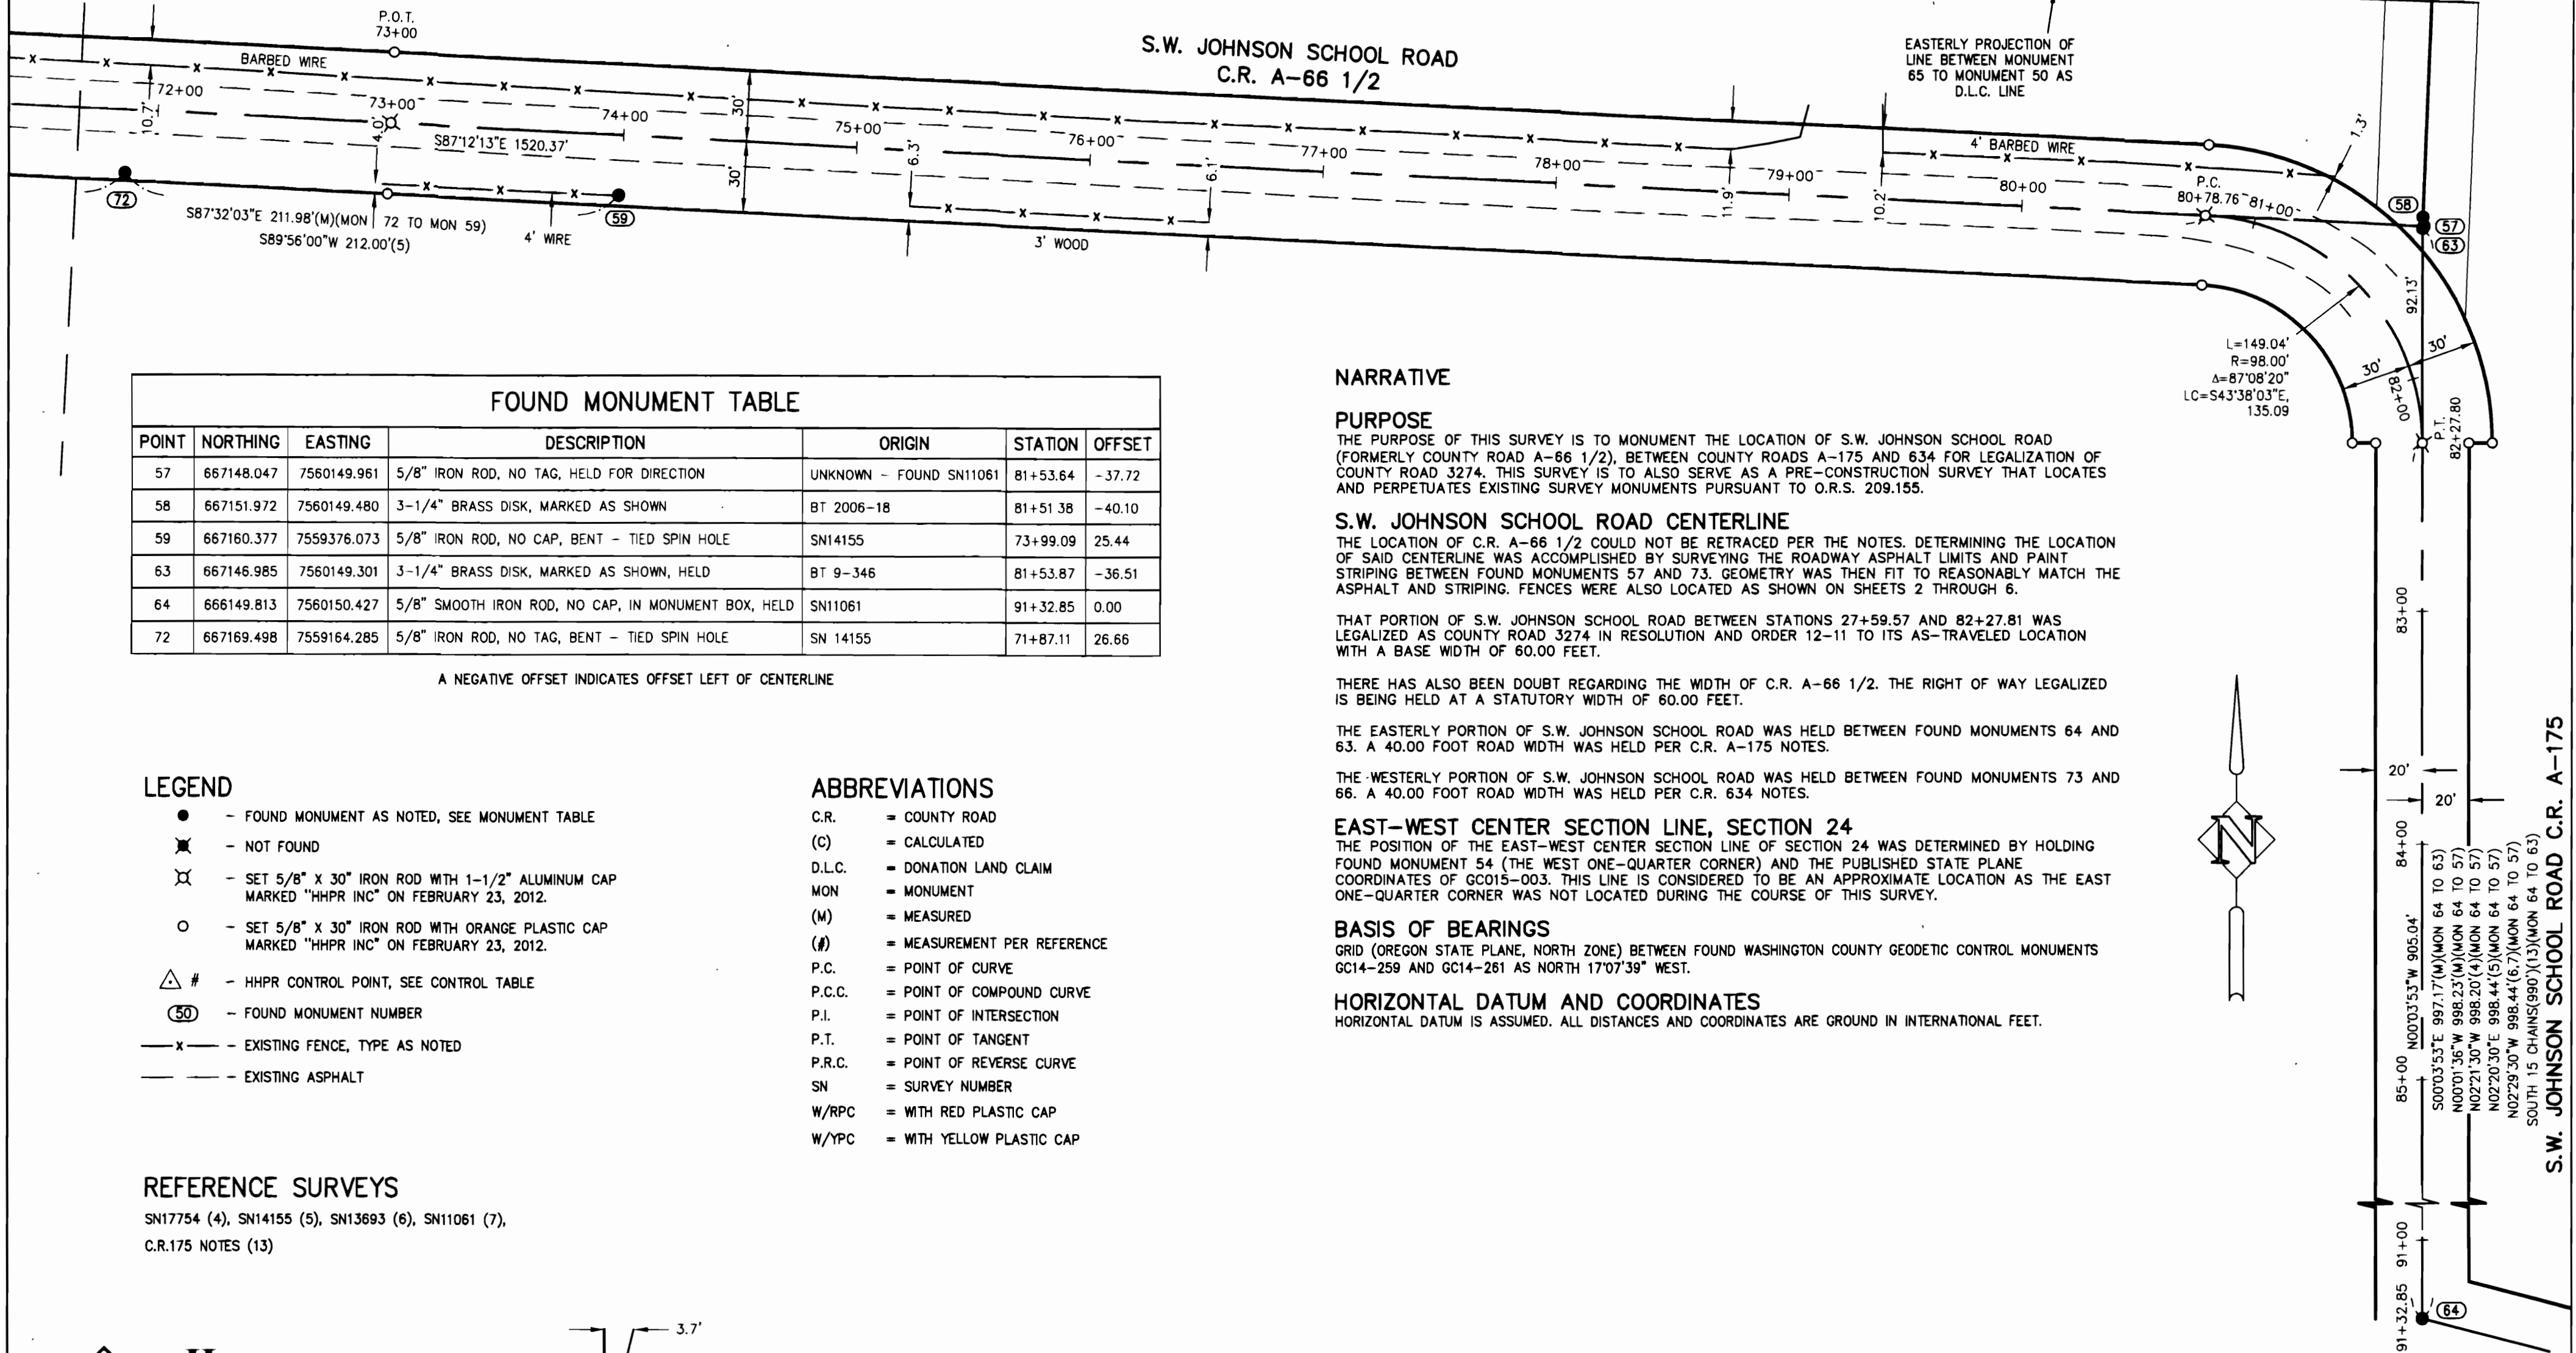 P.O.T.
73+00
S.W. JOHNSON SCHOOL ROAD
C.R. A-66 1/2
EASTERLY PROJECTION OF
LINE BETWEEN MONUMENT
65 TO MONUMENT 50 AS
D.L.C. LINE
BARBED WIRE
72+00
73+00
74+00
75+00
76+00
77+00
78+00
79+00
80+00
81+00
10.7'
4.0'
S87°12'13"E 1520.37'
30'
30'
6.3'
6.1'
11.9'
10.2'
4' BARBED WIRE
1.3'
P.C.
80+78.76
72
59
58
57
63
S87°32'03"E 211.98'(M)(MON 72 TO MON 59)
S89°56'00"W 212.00'(5)
4' WIRE
3' WOOD
92.13'
L=149.04'
R=98.00'
Δ=87°08'20"
LC=S43°38'03"E,
135.09
30'
30'
82+00
P.T.
82+27.80
FOUND MONUMENT TABLE
POINT NORTHING EASTING DESCRIPTION ORIGIN STATION OFFSET
57 667148.047 7560149.961 5/8" IRON ROD, NO TAG, HELD FOR DIRECTION UNKNOWN - FOUND SN11061 81+53.64 -37.72
58 667151.972 7560149.480 3-1/4" BRASS DISK, MARKED AS SHOWN BT 2006-18 81+51.38 -40.10
59 667160.377 7559376.073 5/8" IRON ROD, NO CAP, BENT - TIED SPIN HOLE SN14155 73+99.09 25.44
63 667146.985 7560149.301 3-1/4" BRASS DISK, MARKED AS SHOWN, HELD BT 9-346 81+53.87 -36.51
64 666149.813 7560150.427 5/8" SMOOTH IRON ROD, NO CAP, IN MONUMENT BOX, HELD SN11061 91+32.85 0.00
72 667169.498 7559164.285 5/8" IRON ROD, NO TAG, BENT - TIED SPIN HOLE SN 14155 71+87.11 26.66
A NEGATIVE OFFSET INDICATES OFFSET LEFT OF CENTERLINE
LEGEND
- FOUND MONUMENT AS NOTED, SEE MONUMENT TABLE
- NOT FOUND
- SET 5/8" X 30" IRON ROD WITH 1-1/2" ALUMINUM CAP
MARKED "HHPR INC" ON FEBRUARY 23, 2012.
- SET 5/8" X 30" IRON ROD WITH ORANGE PLASTIC CAP
MARKED "HHPR INC" ON FEBRUARY 23, 2012.
# - HHPR CONTROL POINT, SEE CONTROL TABLE
50 - FOUND MONUMENT NUMBER
x - EXISTING FENCE, TYPE AS NOTED
- EXISTING ASPHALT
ABBREVIATIONS
C.R. = COUNTY ROAD
(C) = CALCULATED
D.L.C. = DONATION LAND CLAIM
MON = MONUMENT
(M) = MEASURED
(#) = MEASUREMENT PER REFERENCE
P.C. = POINT OF CURVE
P.C.C. = POINT OF COMPOUND CURVE
P.I. = POINT OF INTERSECTION
P.T. = POINT OF TANGENT
P.R.C. = POINT OF REVERSE CURVE
SN = SURVEY NUMBER
W/RPC = WITH RED PLASTIC CAP
W/YPC = WITH YELLOW PLASTIC CAP
REFERENCE SURVEYS
SN17754 (4), SN14155 (5), SN13693 (6), SN11061 (7),
C.R.175 NOTES (13)
3.7'
NARRATIVE
PURPOSE
THE PURPOSE OF THIS SURVEY IS TO MONUMENT THE LOCATION OF S.W. JOHNSON SCHOOL ROAD
(FORMERLY COUNTY ROAD A-66 1/2), BETWEEN COUNTY ROADS A-175 AND 634 FOR LEGALIZATION OF
COUNTY ROAD 3274. THIS SURVEY IS TO ALSO SERVE AS A PRE-CONSTRUCTION SURVEY THAT LOCATES
AND PERPETUATES EXISTING SURVEY MONUMENTS PURSUANT TO O.R.S. 209.155.
S.W. JOHNSON SCHOOL ROAD CENTERLINE
THE LOCATION OF C.R. A-66 1/2 COULD NOT BE RETRACED PER THE NOTES. DETERMINING THE LOCATION
OF SAID CENTERLINE WAS ACCOMPLISHED BY SURVEYING THE ROADWAY ASPHALT LIMITS AND PAINT
STRIPING BETWEEN FOUND MONUMENTS 57 AND 73. GEOMETRY WAS THEN FIT TO REASONABLY MATCH THE
ASPHALT AND STRIPING. FENCES WERE ALSO LOCATED AS SHOWN ON SHEETS 2 THROUGH 6.
THAT PORTION OF S.W. JOHNSON SCHOOL ROAD BETWEEN STATIONS 27+59.57 AND 82+27.81 WAS
LEGALIZED AS COUNTY ROAD 3274 IN RESOLUTION AND ORDER 12-11 TO ITS AS-TRAVELED LOCATION
WITH A BASE WIDTH OF 60.00 FEET.
THERE HAS ALSO BEEN DOUBT REGARDING THE WIDTH OF C.R. A-66 1/2. THE RIGHT OF WAY LEGALIZED
IS BEING HELD AT A STATUTORY WIDTH OF 60.00 FEET.
THE EASTERLY PORTION OF S.W. JOHNSON SCHOOL ROAD WAS HELD BETWEEN FOUND MONUMENTS 64 AND
63. A 40.00 FOOT ROAD WIDTH WAS HELD PER C.R. A-175 NOTES.
THE WESTERLY PORTION OF S.W. JOHNSON SCHOOL ROAD WAS HELD BETWEEN FOUND MONUMENTS 73 AND
66. A 40.00 FOOT ROAD WIDTH WAS HELD PER C.R. 634 NOTES.
EAST-WEST CENTER SECTION LINE, SECTION 24
THE POSITION OF THE EAST-WEST CENTER SECTION LINE OF SECTION 24 WAS DETERMINED BY HOLDING
FOUND MONUMENT 54 (THE WEST ONE-QUARTER CORNER) AND THE PUBLISHED STATE PLANE
COORDINATES OF GC015-003. THIS LINE IS CONSIDERED TO BE AN APPROXIMATE LOCATION AS THE EAST
ONE-QUARTER CORNER WAS NOT LOCATED DURING THE COURSE OF THIS SURVEY.
BASIS OF BEARINGS
GRID (OREGON STATE PLANE, NORTH ZONE) BETWEEN FOUND WASHINGTON COUNTY GEODETIC CONTROL MONUMENTS
GC14-259 AND GC14-261 AS NORTH 17°07'39" WEST.
HORIZONTAL DATUM AND COORDINATES
HORIZONTAL DATUM IS ASSUMED. ALL DISTANCES AND COORDINATES ARE GROUND IN INTERNATIONAL FEET.
N
83+00
20'
20'
84+00
85+00
91+00
91+32.85
64
N00°03'53"W 905.04'
S00°03'53"E 997.17'(M)(MON 64 TO 63)
N00°01'36"W 998.23'(M)(MON 64 TO 57)
N02°21'30"W 998.20'(4)(MON 64 TO 57)
N02°20'30"E 998.44'(5)(MON 64 TO 57)
N02°29'30"W 998.44'(6,7)(MON 64 TO 57)
SOUTH 15 CHAINS(990')(13)(MON 64 TO 63)
S.W. JOHNSON SCHOOL ROAD C.R. A-175